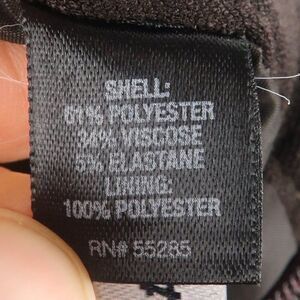 SHELL:
61% POLYESTER
34% VISCOSE
5% ELASTANE
LINING:
100% POLYESTER
RN# 55285